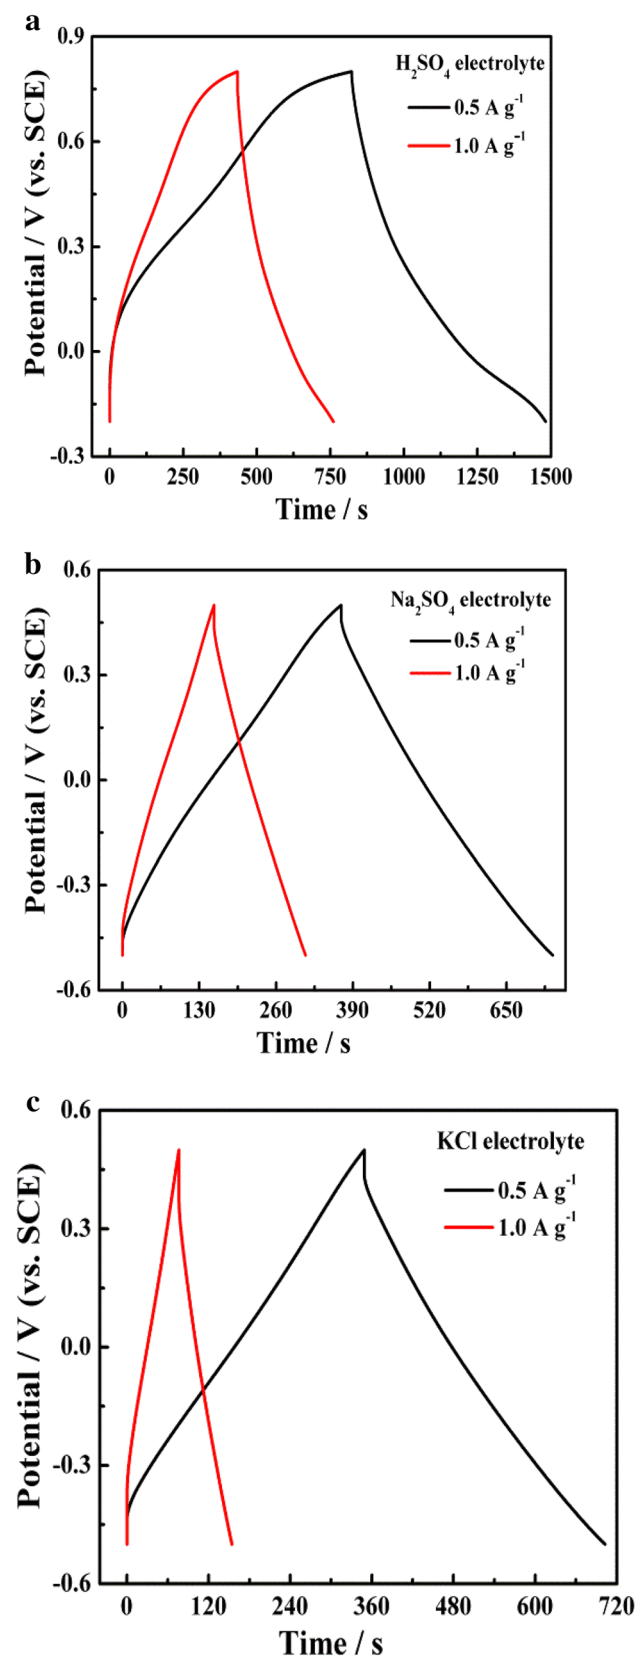 a
H₂SO₄ electrolyte
0.5 A g⁻¹
1.0 A g⁻¹
0.9
0.6
0.3
0.0
-0.3
Potential / V (vs. SCE)
0 250 500 750 1000 1250 1500
Time / s
b
Na₂SO₄ electrolyte
0.5 A g⁻¹
1.0 A g⁻¹
0.6
0.3
0.0
-0.3
-0.6
Potential / V (vs. SCE)
0 130 260 390 520 650
Time / s
c
KCl electrolyte
0.5 A g⁻¹
1.0 A g⁻¹
0.6
0.3
0.0
-0.3
-0.6
Potential / V (vs. SCE)
0 120 240 360 480 600 720
Time / s